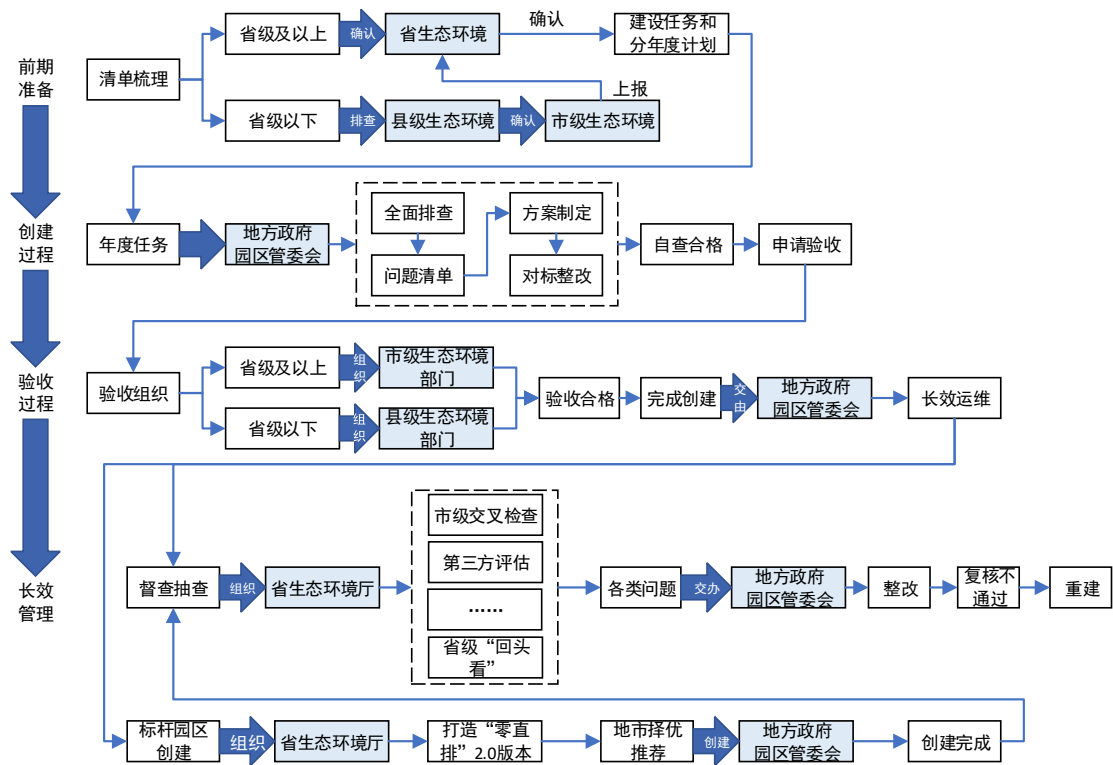 前期
准备
清单梳理
省级及以上
确认
省生态环境
确认
建设任务和
分年度计划
省级以下
排查
县级生态环境
确认
市级生态环境
上报
创建
过程
年度任务
地方政府
园区管委会
全面排查
问题清单
方案制定
对标整改
自查合格
申请验收
验收
过程
验收组织
省级及以上
组
织
市级生态环境
部门
省级以下
组
织
县级生态环境
部门
验收合格
完成创建
交
由
地方政府
园区管委会
长效运维
长效
管理
督查抽查
组织
省生态环境厅
市级交叉检查
第三方评估
……
省级“回头
看”
各类问题
交办
地方政府
园区管委会
整改
复核不
通过
重建
标杆园区
创建
组织
省生态环境厅
打造“零直
排”2.0版本
地市择优
推荐
创建
地方政府
园区管委会
创建完成